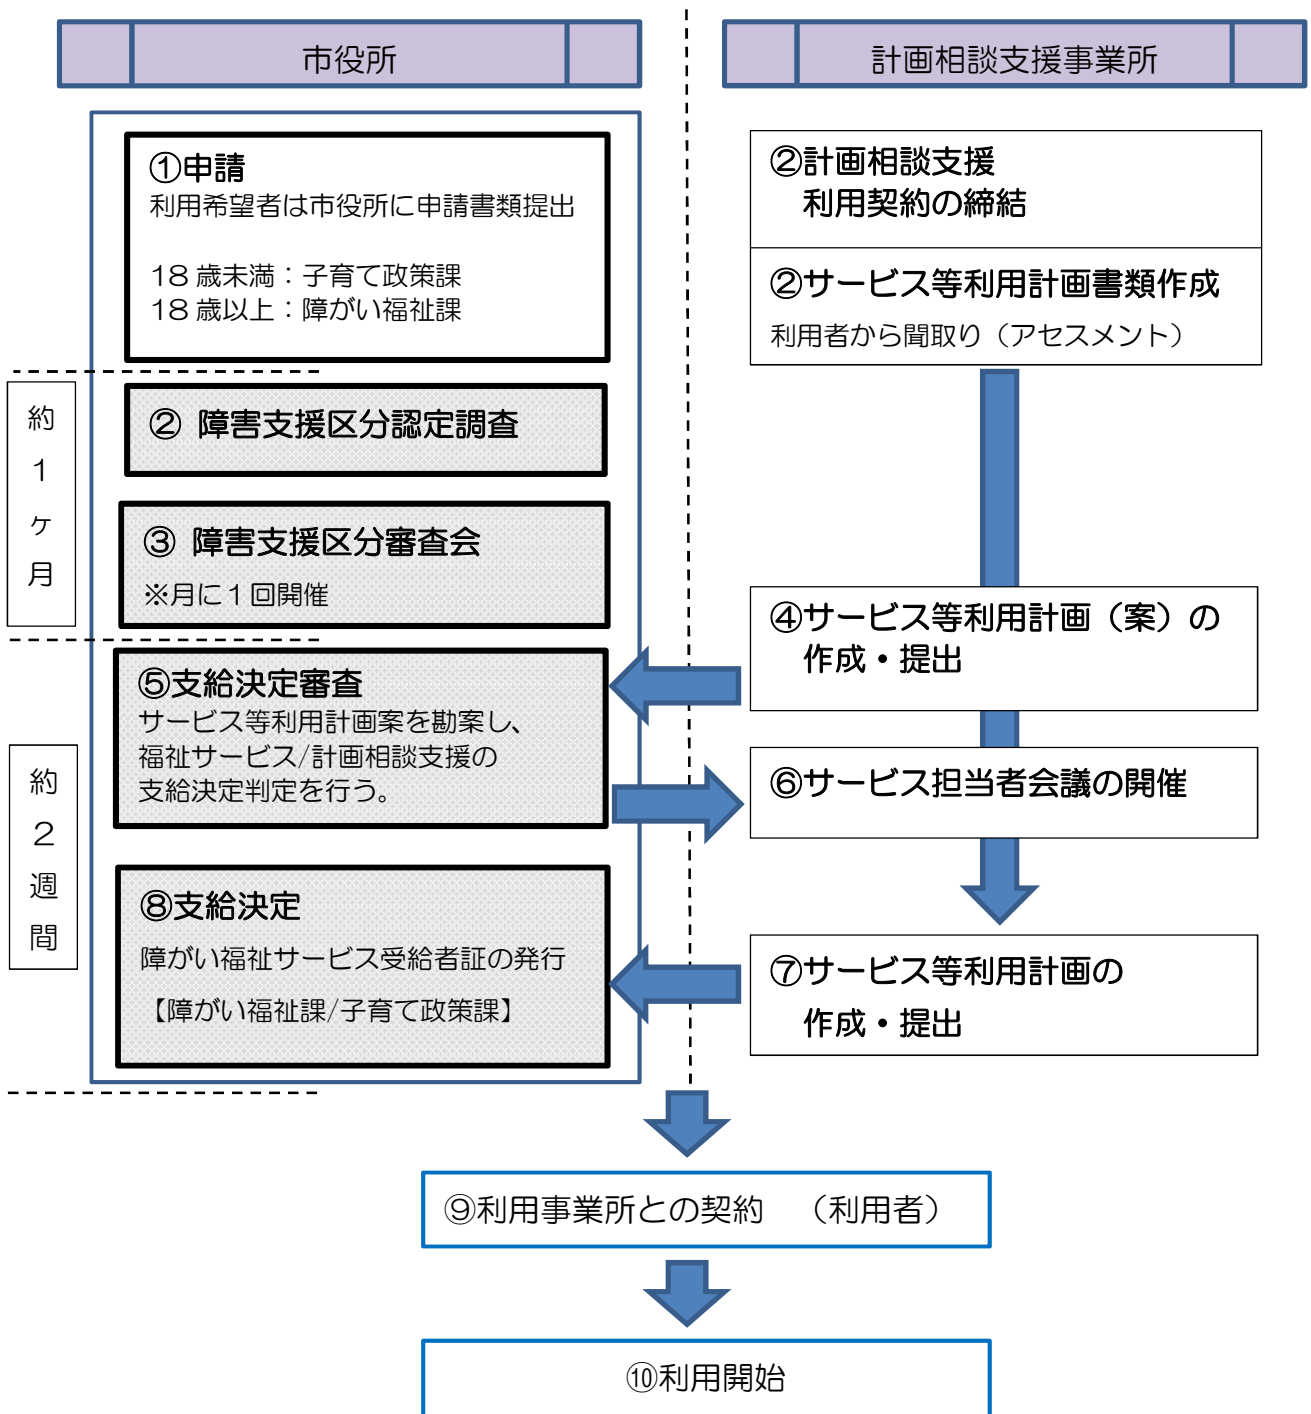 市役所
計画相談支援事業所
①申請
利用希望者は市役所に申請書類提出
18歳未満：子育て政策課
18歳以上：障がい福祉課
②計画相談支援
利用契約の締結
②サービス等利用計画書類作成
利用者から聞取り（アセスメント）
約1ヶ月
② 障害支援区分認定調査
③ 障害支援区分審査会
※月に１回開催
④サービス等利用計画（案）の
作成・提出
約2週間
⑤支給決定審査
サービス等利用計画案を勘案し、
福祉サービス/計画相談支援の
支給決定判定を行う。
⑥サービス担当者会議の開催
⑧支給決定
障がい福祉サービス受給者証の発行
【障がい福祉課/子育て政策課】
⑦サービス等利用計画の
作成・提出
⑨利用事業所との契約　（利用者）
⑩利用開始